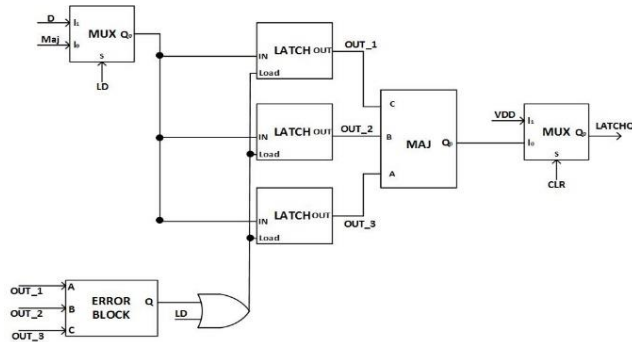 D
I₁
MUX
Q₀
Maj
I₀
S
LD
LATCH
OUT
OUT_1
IN
Load
LATCH
OUT
OUT_2
IN
Load
LATCH
OUT
OUT_3
IN
Load
C
B
MAJ
Q₀
A
VDD
I₁
MUX
Q₀
LATCHO
I₀
S
CLR
OUT_1
A
OUT_2
B
ERROR
BLOCK
Q
OUT_3
C
LD